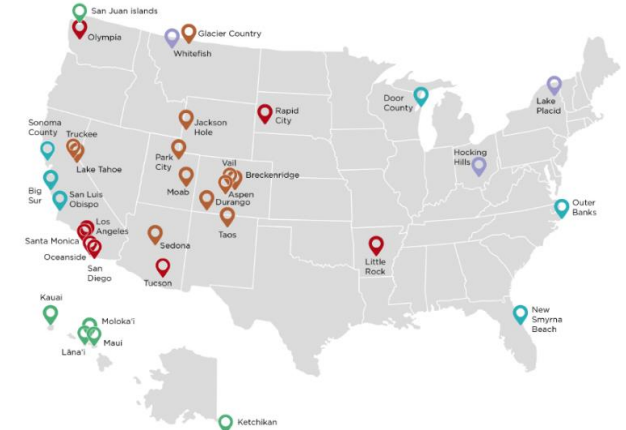 San Juan islands
Olympia
Glacier Country
Whitefish
Door
County
Lake
Placid
Jackson
Hole
Rapid
City
Sonoma
County
Truckee
Lake Tahoe
Park
City
Vail
Breckenridge
Hocking
Hills
Moab
Aspen
Durango
Big
Sur
San Luis
Obispo
Outer
Banks
Los
Angeles
Santa Monica
Taos
Sedona
Oceanside
San
Diego
Tucson
Little
Rock
Kauai
Moloka'i
Maui
Lāna'i
New
Smyrna
Beach
Ketchikan